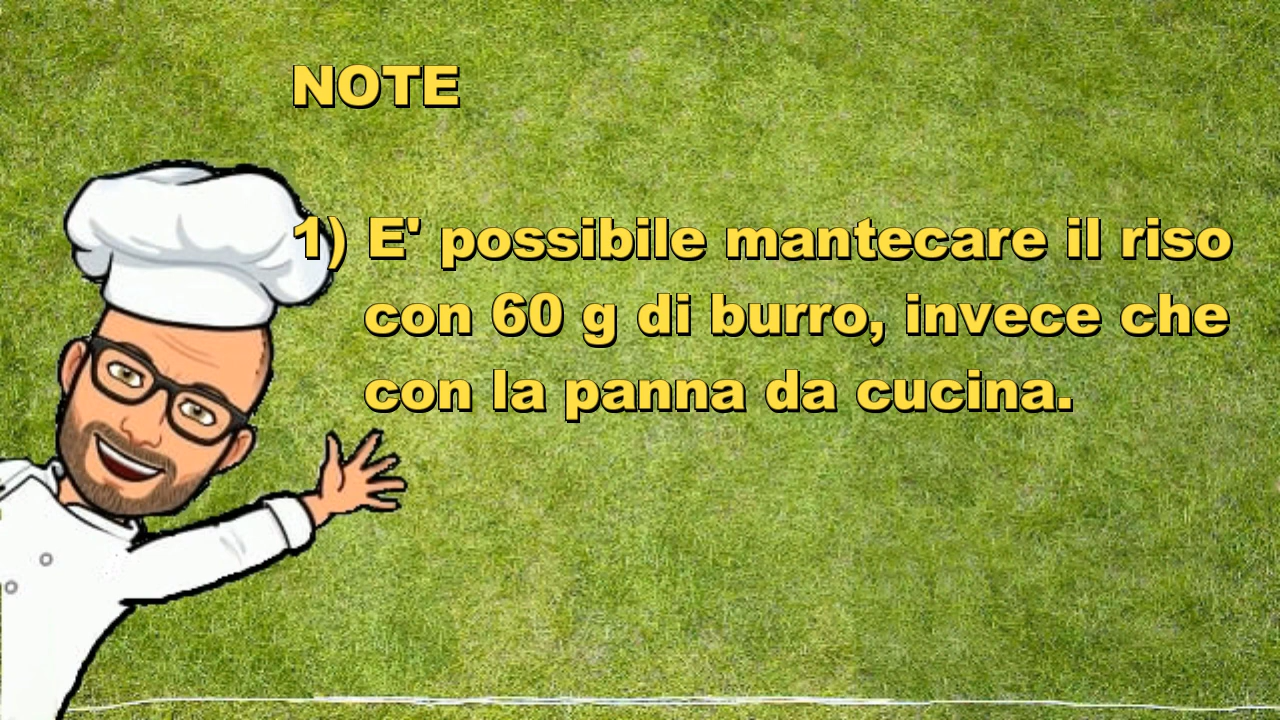 NOTE
1) E' possibile mantecare il riso
con 60 g di burro, invece che
con la panna da cucina.